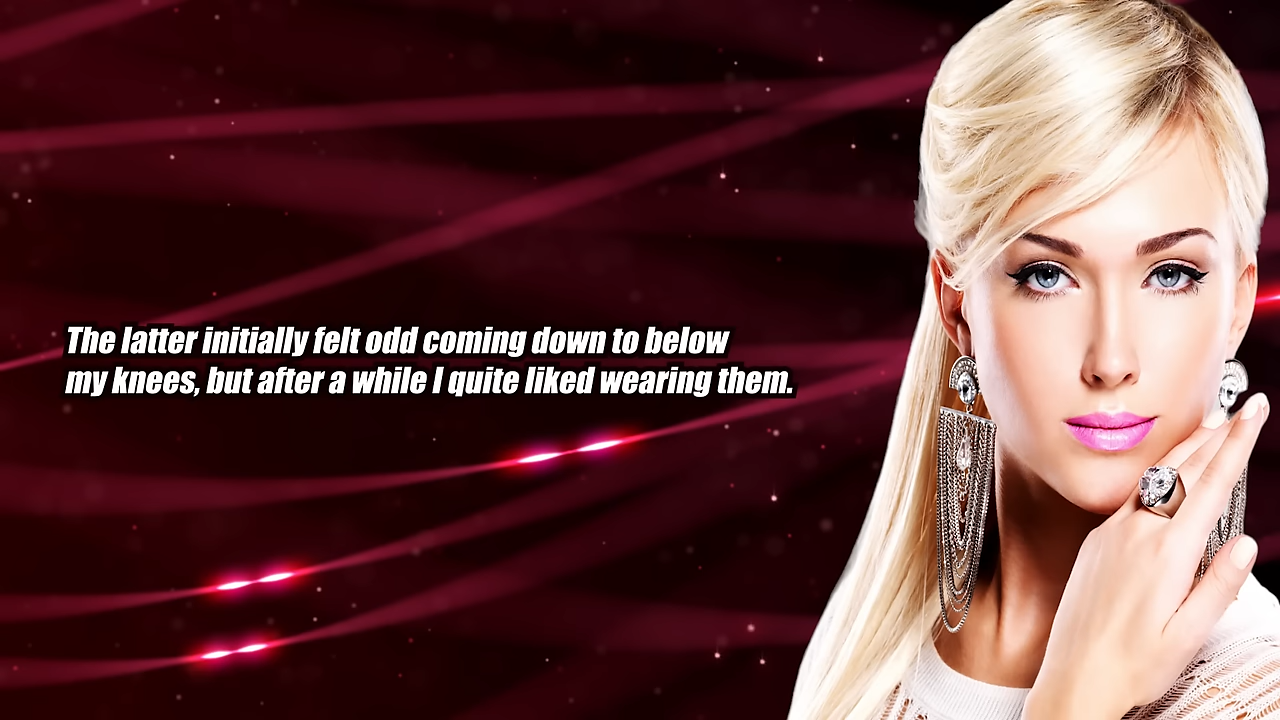 The latter initially felt odd coming down to below
my knees, but after a while I quite liked wearing them.